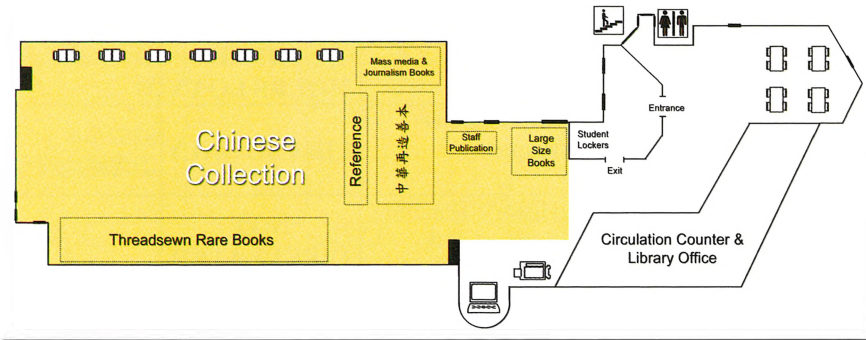 Mass media &
Journalism Books
Entrance
Chinese
Collection
Reference
中華再造善本
Staff
Publication
Large
Size
Books
Student
Lockers
Exit
Threadsewn Rare Books
Circulation Counter &
Library Office